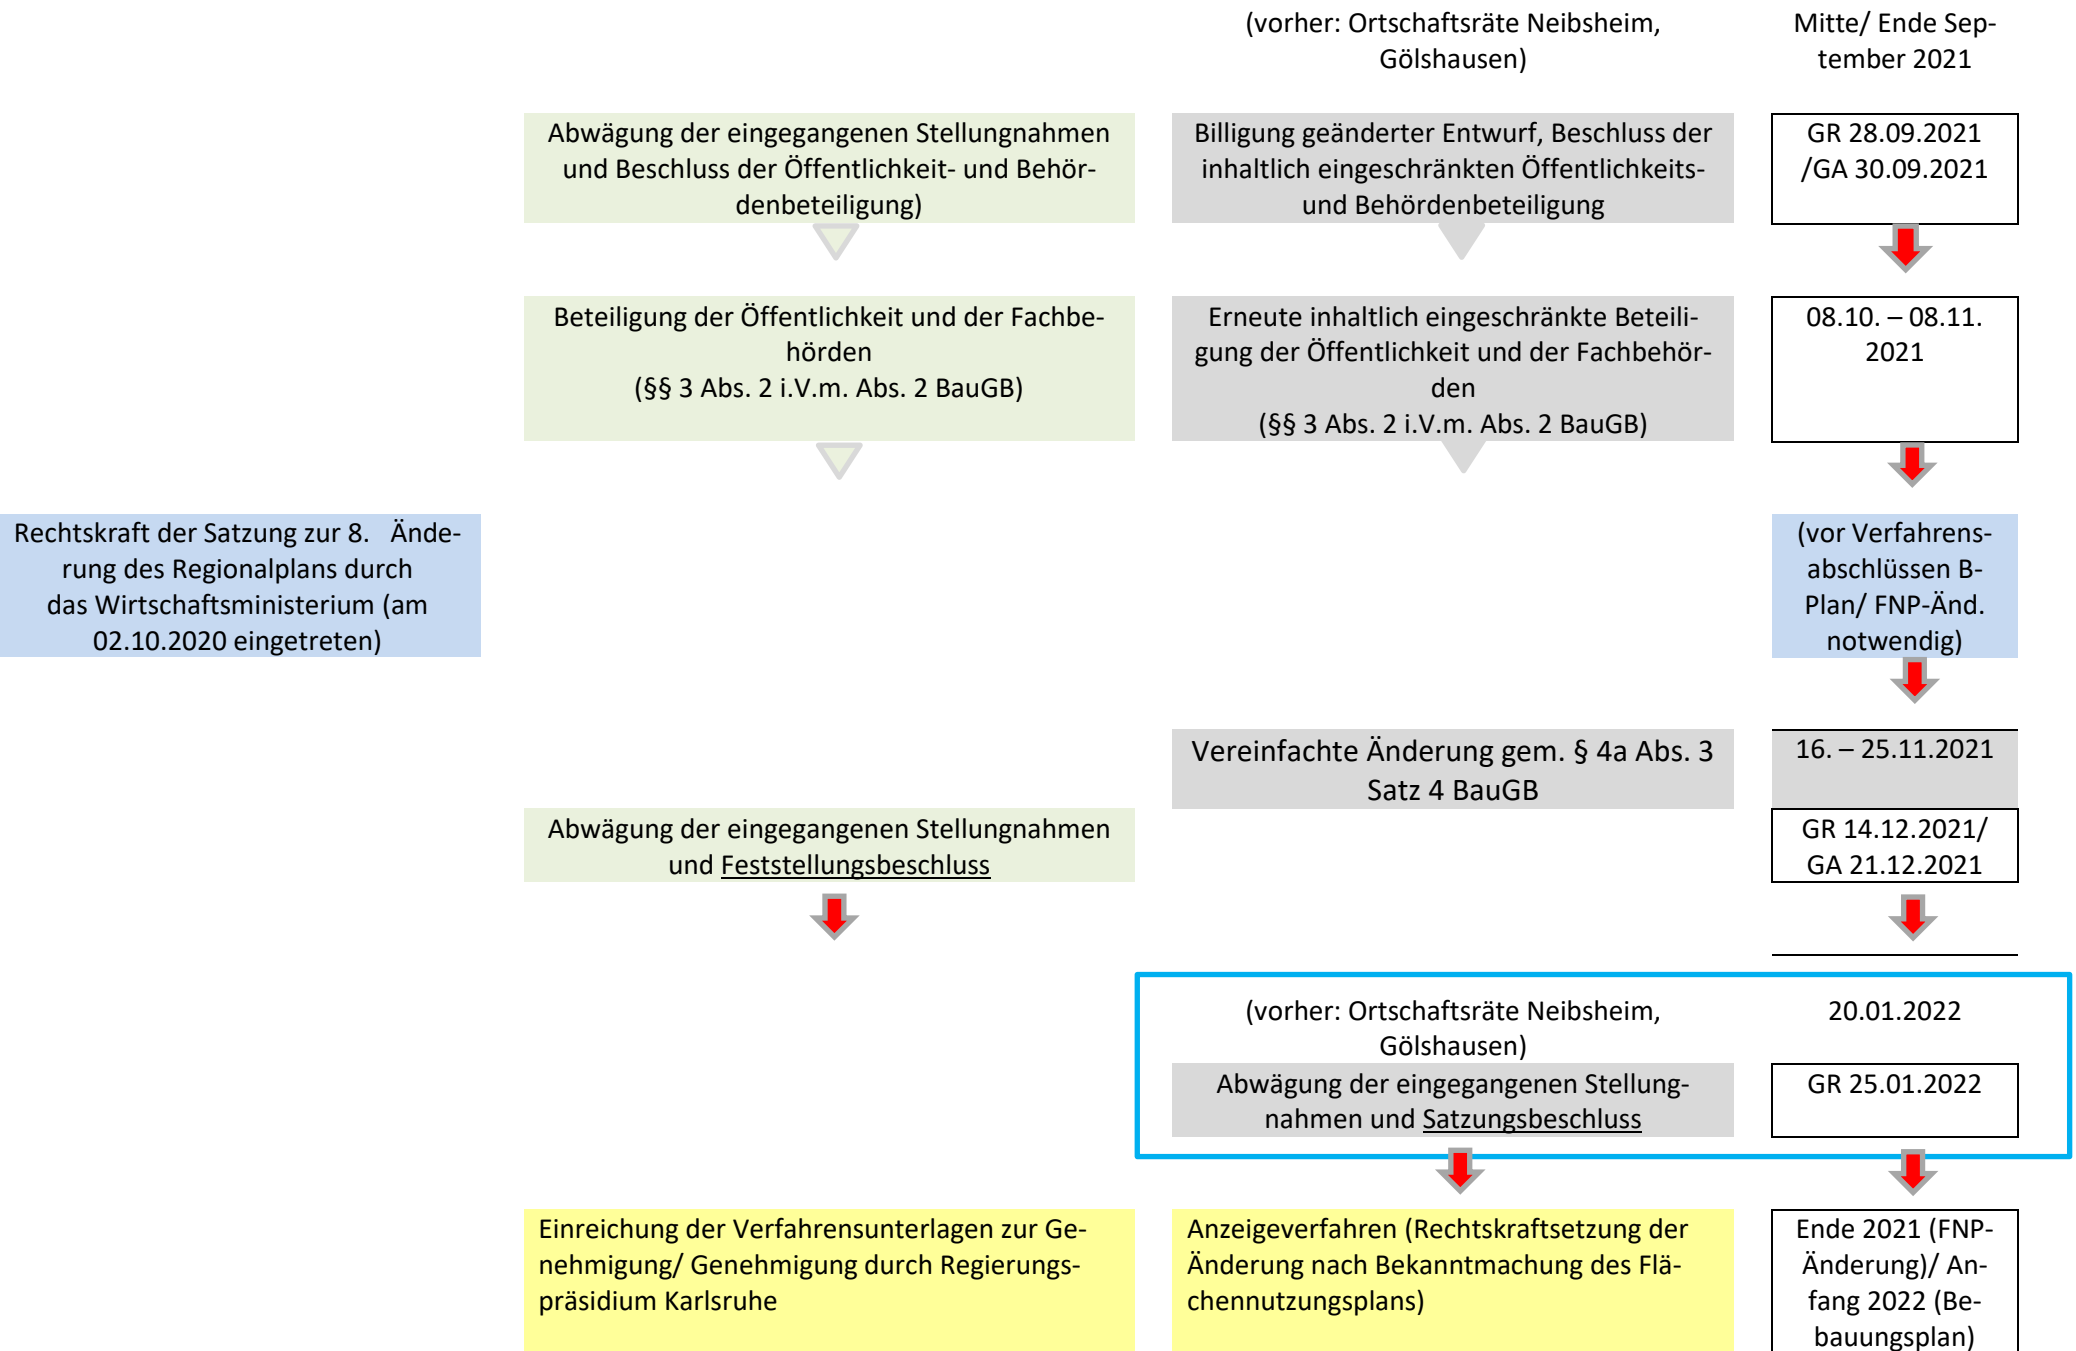 (vorher: Ortschaftsräte Neibsheim,
Gölshausen)
Mitte/ Ende Sep-
tember 2021
Abwägung der eingegangenen Stellungnahmen
und Beschluss der Öffentlichkeit- und Behör-
denbeteiligung)
Billigung geänderter Entwurf, Beschluss der
inhaltlich eingeschränkten Öffentlichkeits-
und Behördenbeteiligung
GR 28.09.2021
/GA 30.09.2021
Beteiligung der Öffentlichkeit und der Fachbe-
hörden
(§§ 3 Abs. 2 i.V.m. Abs. 2 BauGB)
Erneute inhaltlich eingeschränkte Beteili-
gung der Öffentlichkeit und der Fachbehör-
den
(§§ 3 Abs. 2 i.V.m. Abs. 2 BauGB)
08.10. – 08.11.
2021
Rechtskraft der Satzung zur 8. Ände-
rung des Regionalplans durch
das Wirtschaftsministerium (am
02.10.2020 eingetreten)
(vor Verfahrens-
abschlüssen B-
Plan/ FNP-Änd.
notwendig)
Vereinfachte Änderung gem. § 4a Abs. 3
Satz 4 BauGB
16. – 25.11.2021
Abwägung der eingegangenen Stellungnahmen
und Feststellungsbeschluss
GR 14.12.2021/
GA 21.12.2021
(vorher: Ortschaftsräte Neibsheim,
Gölshausen)
20.01.2022
Abwägung der eingegangenen Stellung-
nahmen und Satzungsbeschluss
GR 25.01.2022
Einreichung der Verfahrensunterlagen zur Ge-
nehmigung/ Genehmigung durch Regierungs-
präsidium Karlsruhe
Anzeigeverfahren (Rechtskraftsetzung der
Änderung nach Bekanntmachung des Flä-
chennutzungsplans)
Ende 2021 (FNP-
Änderung)/ An-
fang 2022 (Be-
bauungsplan)